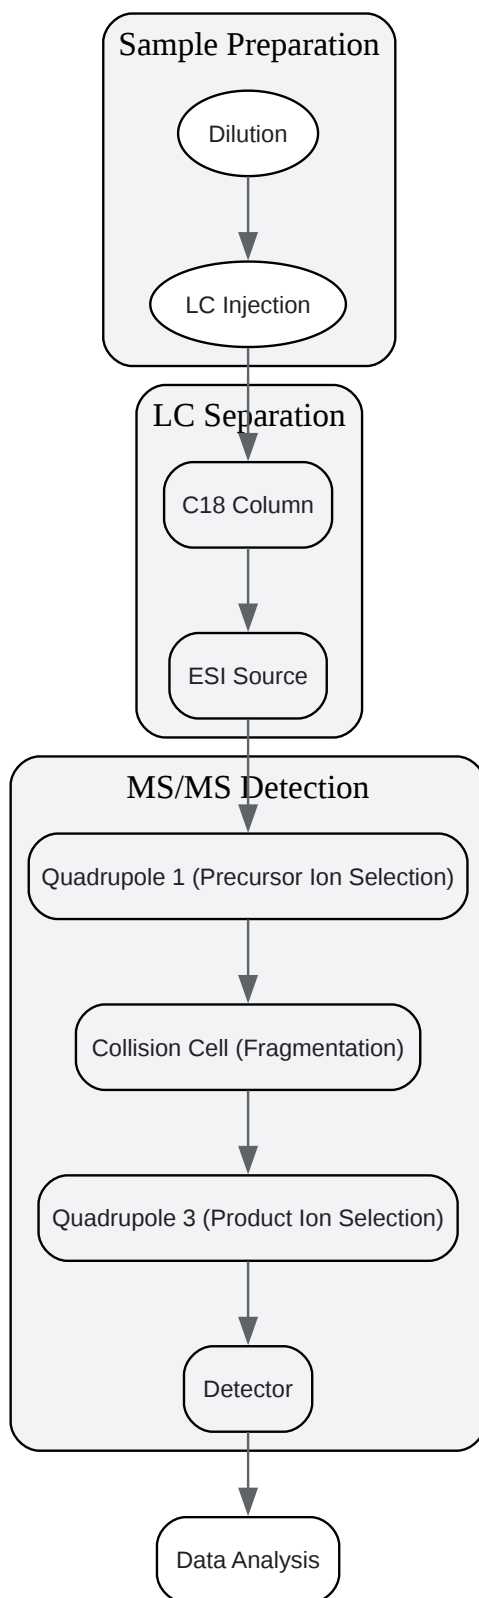 Sample Preparation
Dilution
LC Injection
LC Separation
C18 Column
ESI Source
MS/MS Detection
Quadrupole 1 (Precursor Ion Selection)
Collision Cell (Fragmentation)
Quadrupole 3 (Product Ion Selection)
Detector
Data Analysis